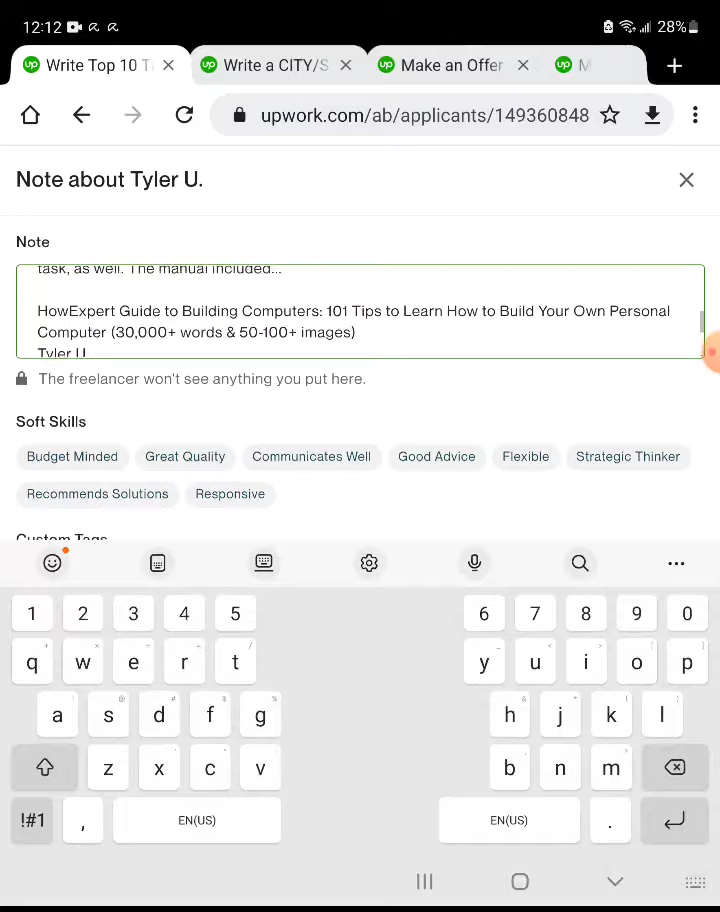 12:12 28%
Write Top 10 T Write a CITY/S Make an Offer M
upwork.com/ab/applicants/149360848
Note about Tyler U.
Note
task, as well. The manual included...
HowExpert Guide to Building Computers: 101 Tips to Learn How to Build Your Own Personal
Computer (30,000+ words & 50-100+ images)
Tyler U
The freelancer won't see anything you put here.
Soft Skills
Budget Minded Great Quality Communicates Well Good Advice Flexible Strategic Thinker
Recommends Solutions Responsive
Custom Tags
1 2 3 4 5 6 7 8 9 0
q w e r t y u i o p
a s d f g h j k l
z x c v b n m
!#1 , EN(US) EN(US) .